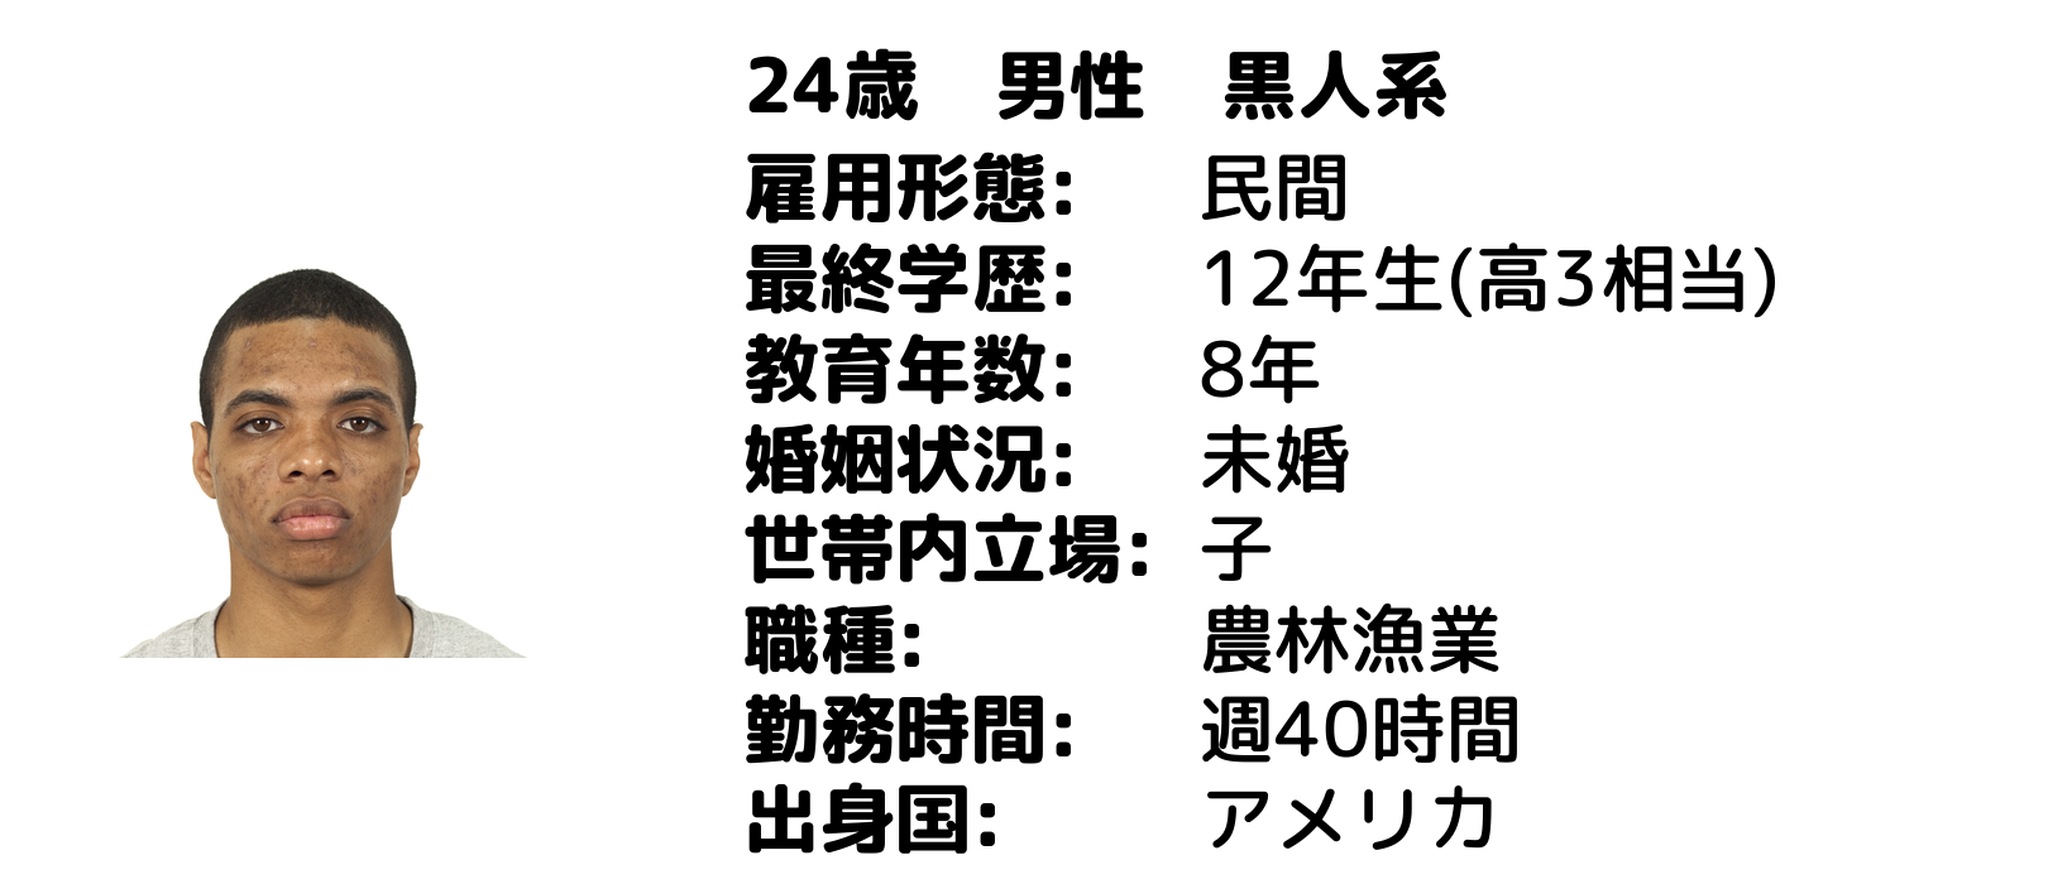 24歳　男性　黒人系
雇用形態: 民間
最終学歴: 12年生(高3相当)
教育年数: 8年
婚姻状況: 未婚
世帯内立場: 子
職種: 農林漁業
勤務時間: 週40時間
出身国: アメリカ